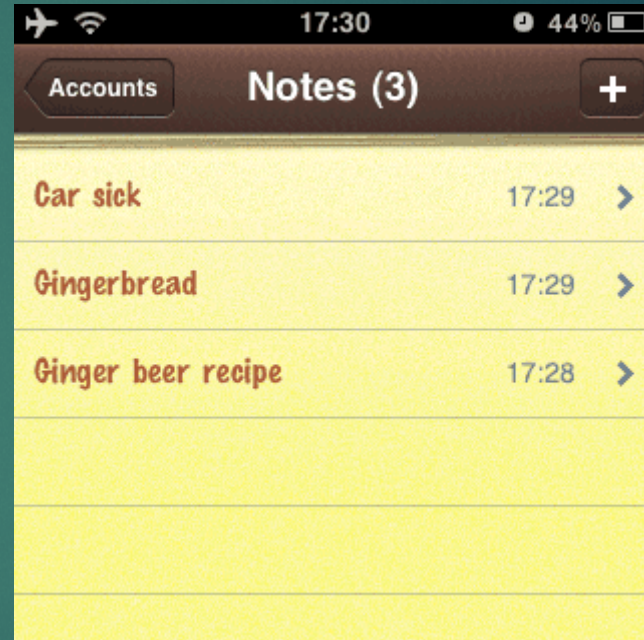 17:30 44%
Accounts Notes (3) +
Car sick 17:29
Gingerbread 17:29
Ginger beer recipe 17:28